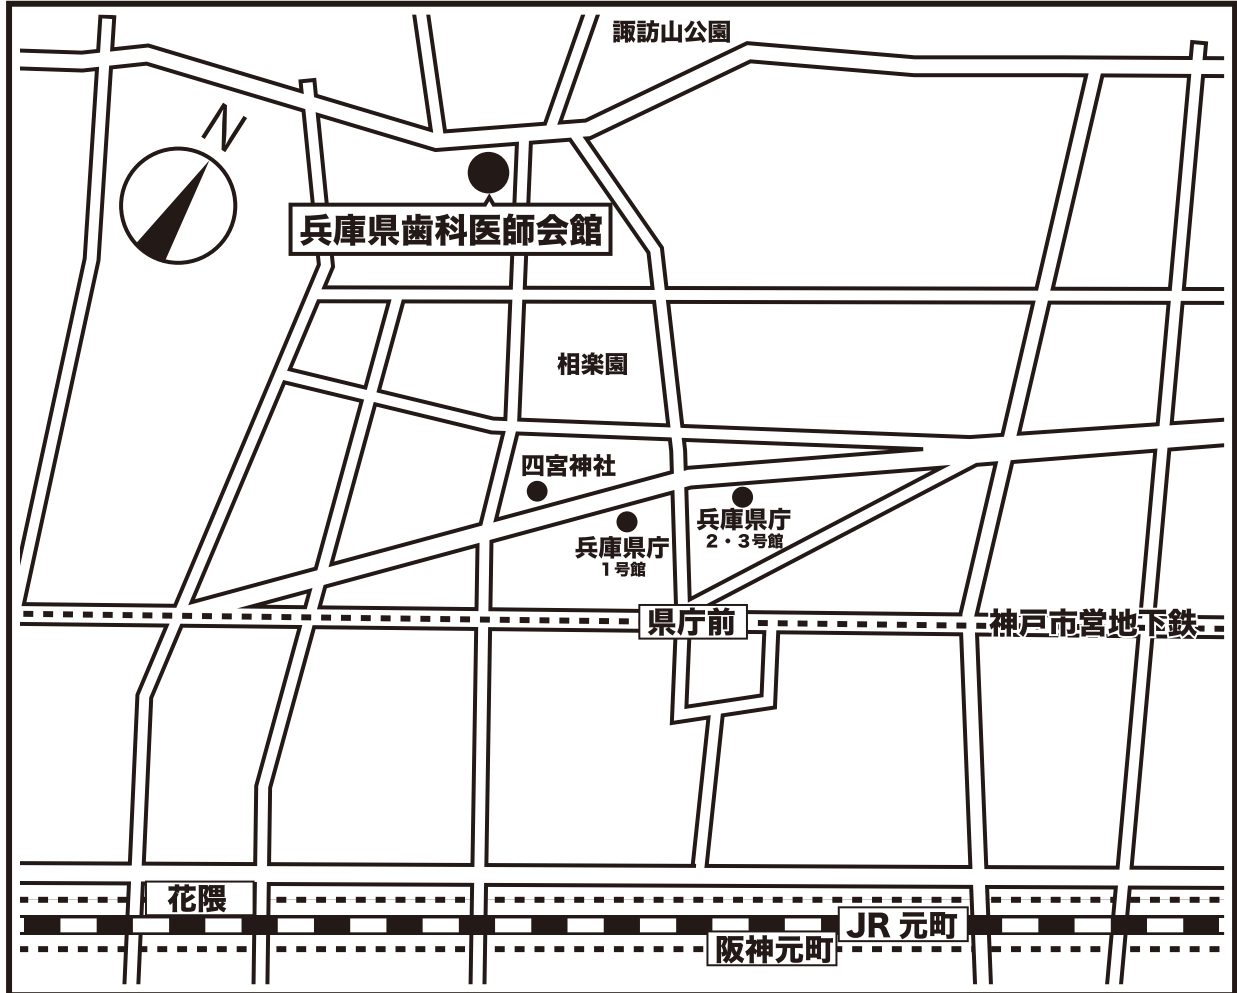 諏訪山公園
N
兵庫県歯科医師会館
相楽園
四宮神社
兵庫県庁
2・3号館
兵庫県庁
1号館
県庁前
神戸市営地下鉄
花隈
JR 元町
阪神元町